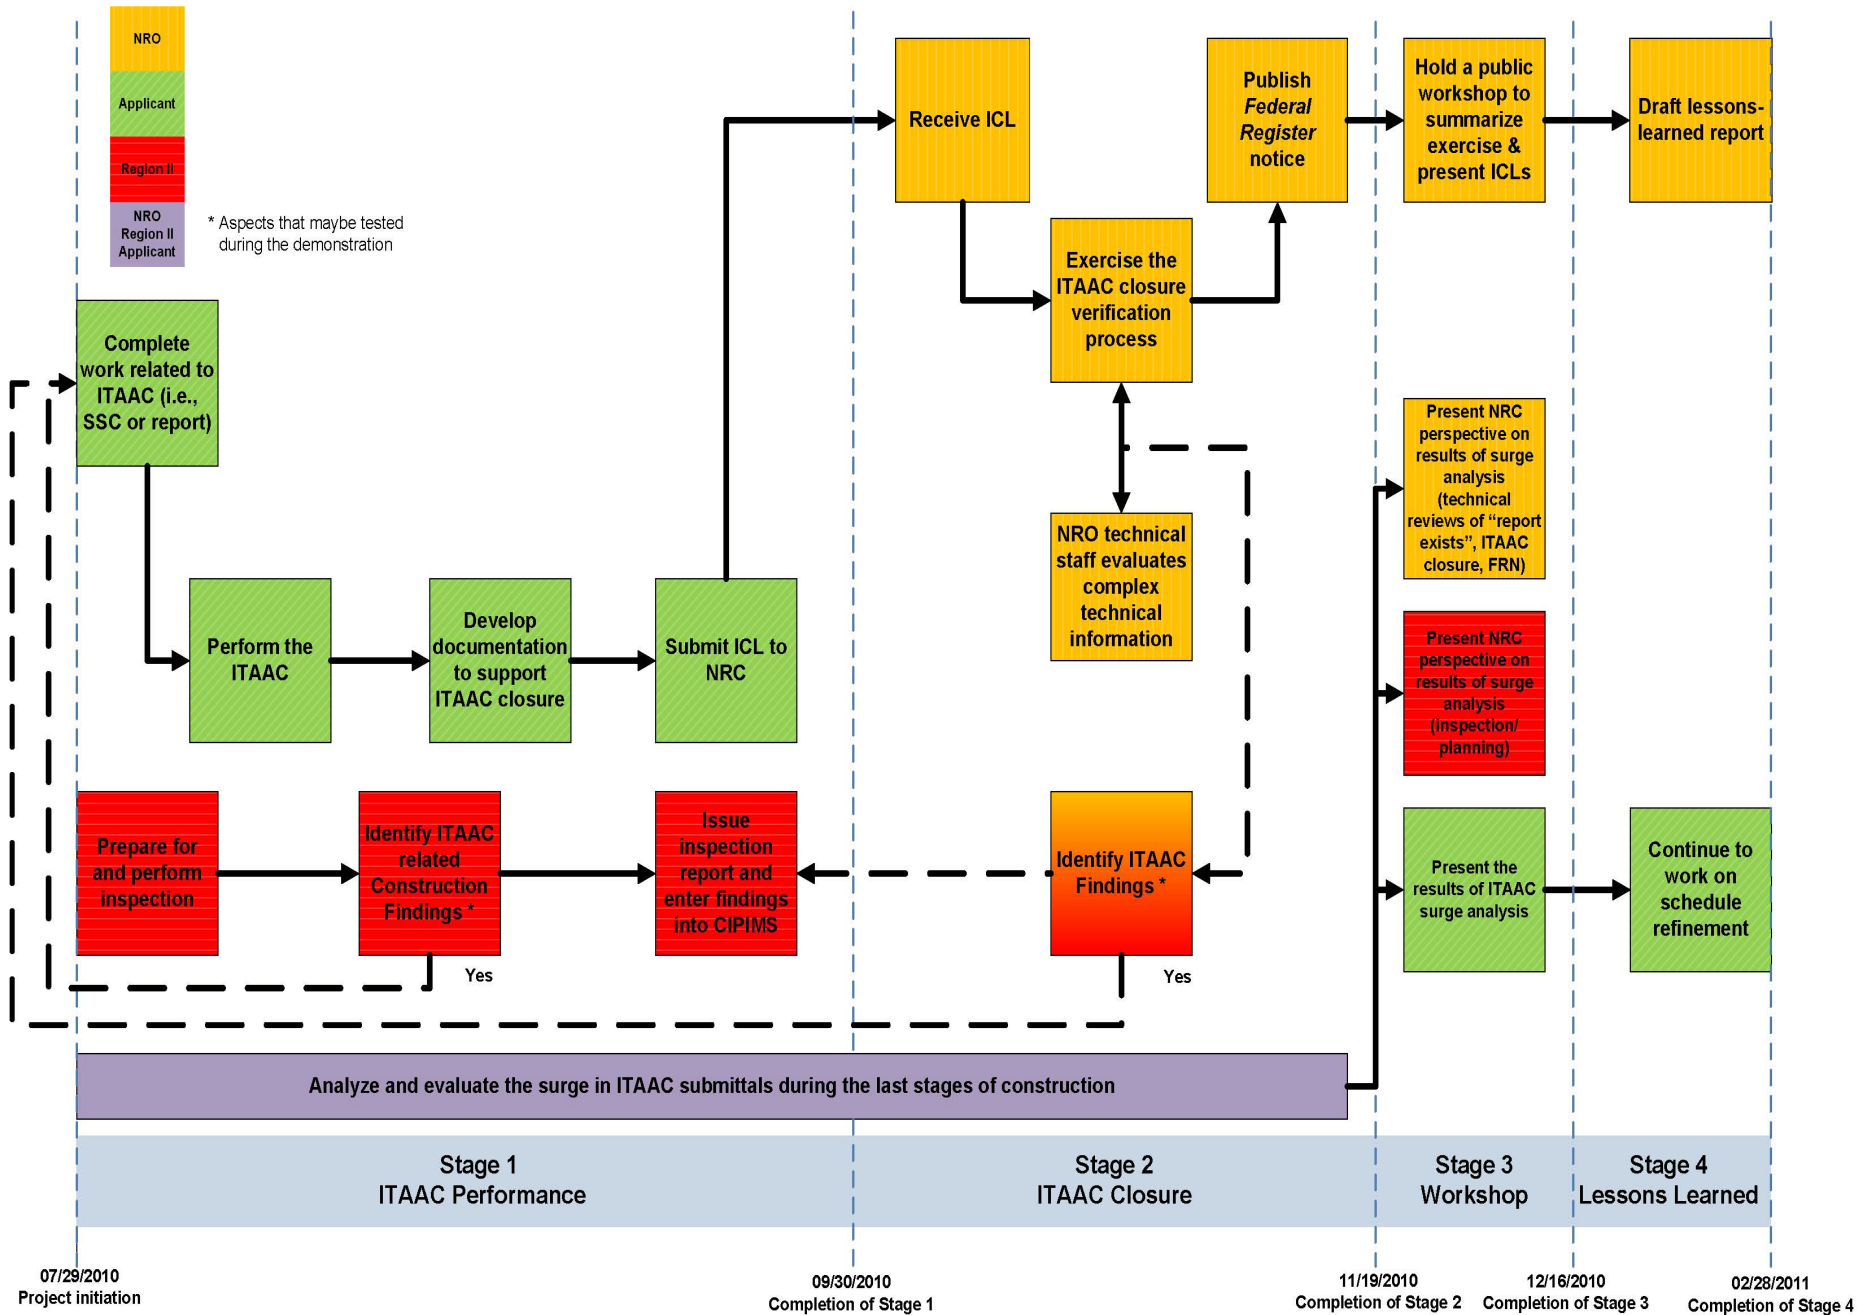 NRO
Applicant
Region II
NRO
Region II
Applicant
* Aspects that maybe tested
during the demonstration
Complete
work related to
ITAAC (i.e.,
SSC or report)
Perform the
ITAAC
Develop
documentation
to support
ITAAC closure
Submit ICL to
NRC
Prepare for
and perform
inspection
Identify ITAAC
related
Construction
Findings *
Yes
Issue
inspection
report and
enter findings
into CIPIMS
Receive ICL
Exercise the
ITAAC closure
verification
process
Publish
Federal
Register
notice
NRO technical
staff evaluates
complex
technical
information
Identify ITAAC
Findings *
Yes
Hold a public
workshop to
summarize
exercise &
present ICLs
Draft lessons-
learned report
Present NRC
perspective on
results of surge
analysis
(technical
reviews of “report
exists”, ITAAC
closure, FRN)
Present NRC
perspective on
results of surge
analysis
(inspection/
planning)
Present the
results of ITAAC
surge analysis
Continue to
work on
schedule
refinement
Analyze and evaluate the surge in ITAAC submittals during the last stages of construction
Stage 1
ITAAC Performance
Stage 2
ITAAC Closure
Stage 3
Workshop
Stage 4
Lessons Learned
07/29/2010
Project initiation
09/30/2010
Completion of Stage 1
11/19/2010
Completion of Stage 2
12/16/2010
Completion of Stage 3
02/28/2011
Completion of Stage 4